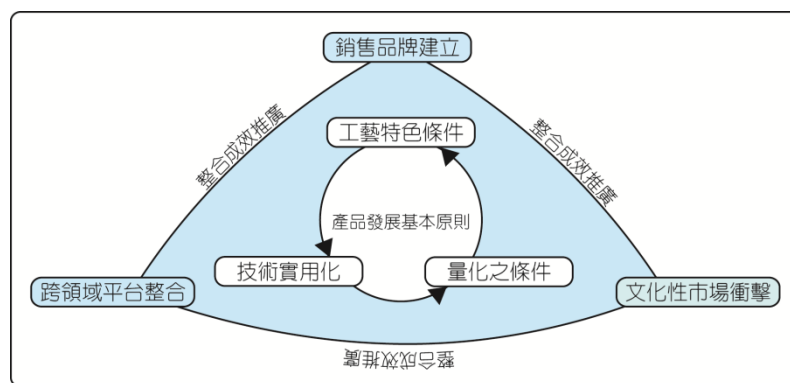 銷售品牌建立
整合成效推廣
整合成效推廣
工藝特色條件
產品發展基本原則
技術實用化
量化之條件
跨領域平台整合
文化性市場衝擊
整合成效推廣